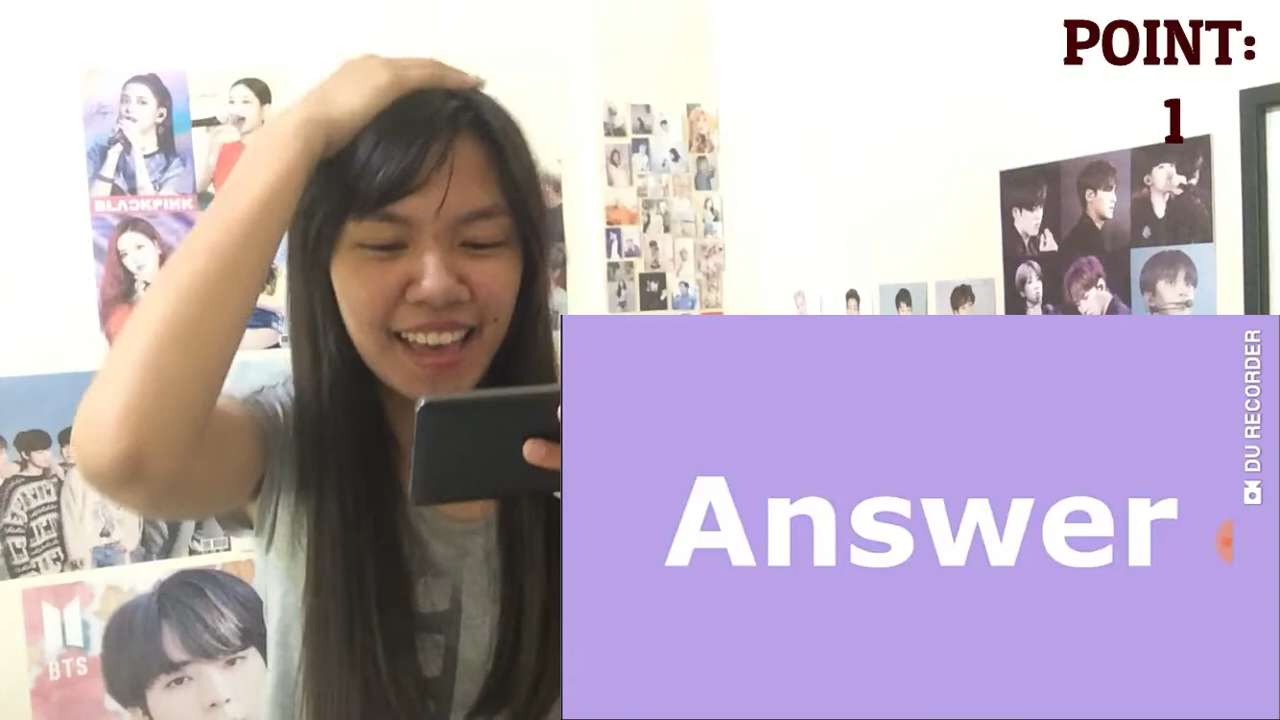 POINT:
1
BLACKPINK
Answer
DU RECORDER
BTS